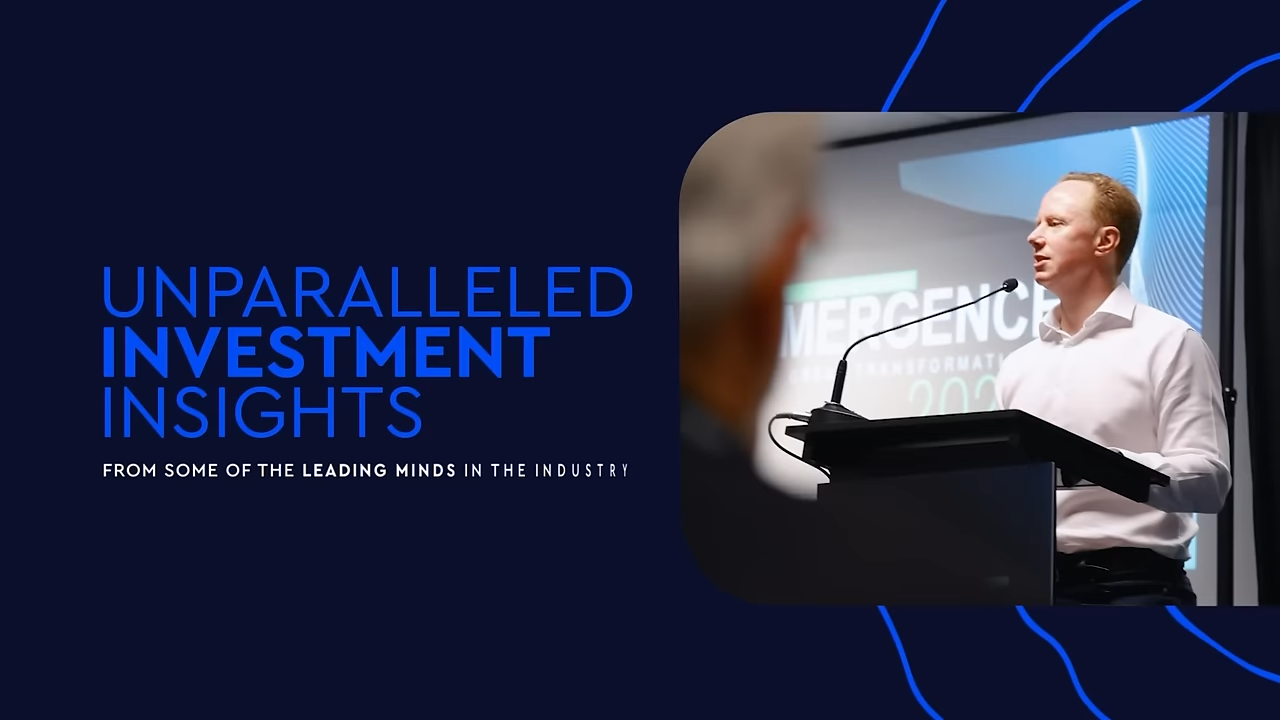 UNPARALLELED
INVESTMENT
INSIGHTS
FROM SOME OF THE LEADING MINDS IN THE INDUSTRY
MERGENCE